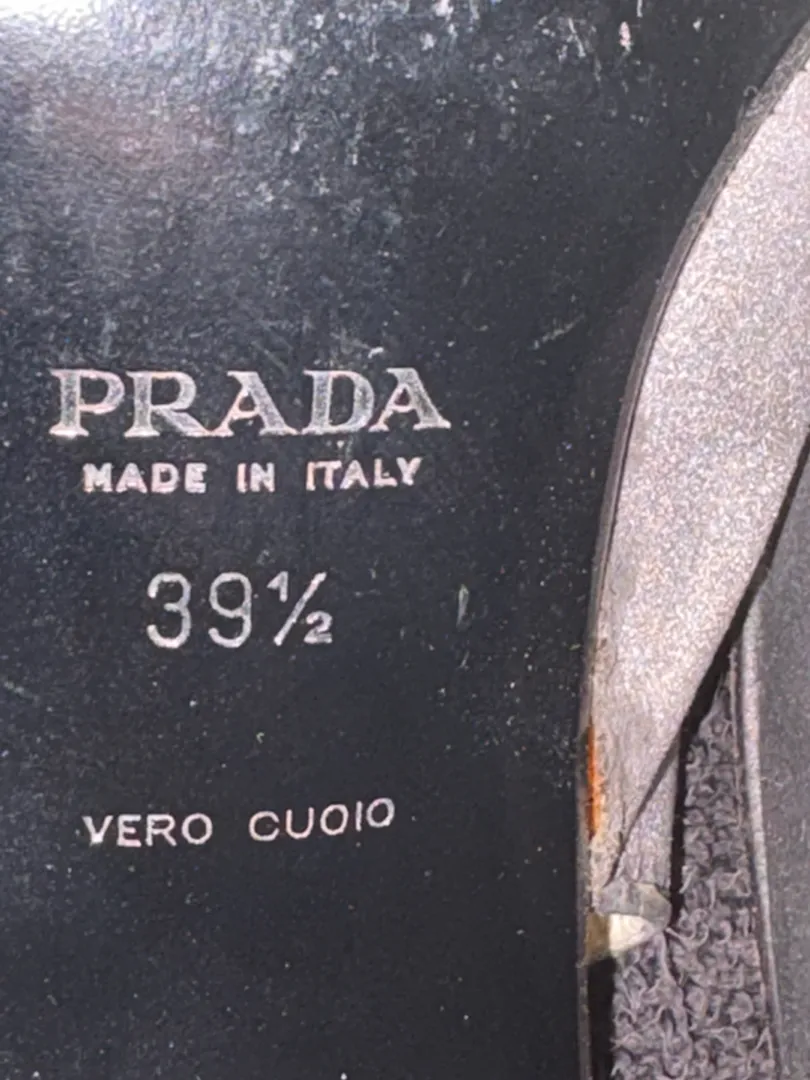 PRADA
MADE IN ITALY
39½
VERO CUOIO